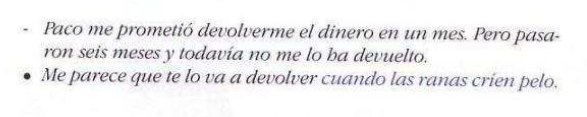 - Paco me prometió devolverme el dinero en un mes. Pero pasa-
ron seis meses y todavía no me lo ha devuelto.
• Me parece que te lo va a devolver cuando las ranas críen pelo.